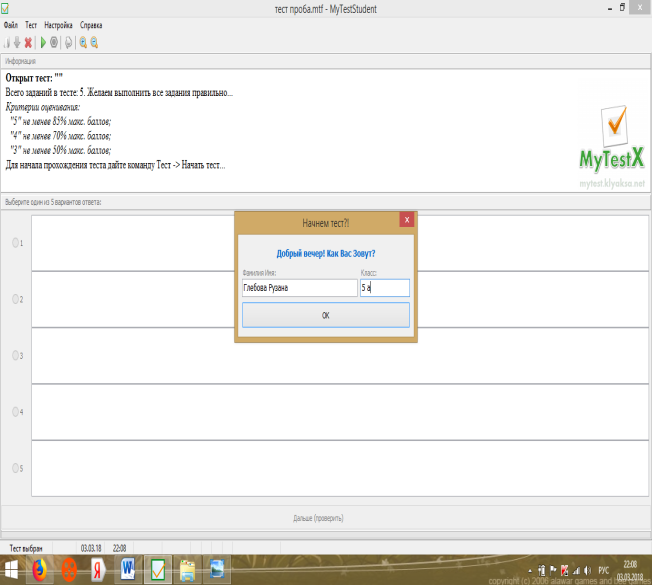 тест проба.mtf - MyTestStudent
Файл Тест Настройка Справка
Информация
Открыт тест: ""
Всего заданий в тесте: 5. Желаем выполнить все задания правильно...
Критерии оценивания:
"5" не менее 85% макс. баллов;
"4" не менее 70% макс. баллов;
"3" не менее 50% макс. баллов;
Для начала прохождения теста дайте команду Тест -> Начать тест...
MyTestX
mytest.klyaksa.net
Выберите один из 5 вариантов ответа:
Начнем тест?!
Добрый вечер! Как Вас Зовут?
Фамилия Имя: Класс:
Глебова Рузана 5 а
ОК
1
2
3
4
5
Дальше (проверить)
Тест выбран 03.03.18 22:08
РУС
22:08
03.03.2018
copyright (c) 2006 alawar games and